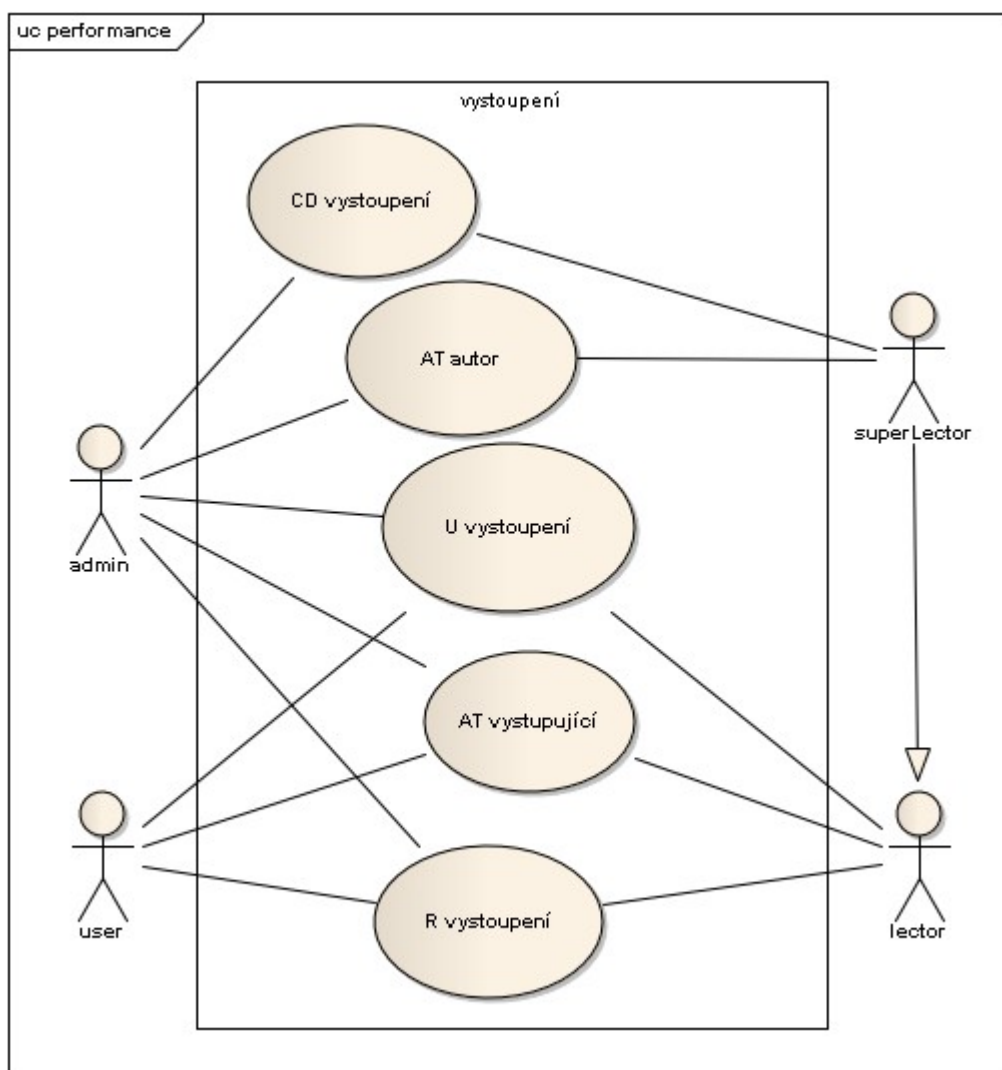 uc performance
vystoupení
CD vystoupení
AT autor
superLector
U vystoupení
admin
AT vystupující
user
R vystoupení
lector